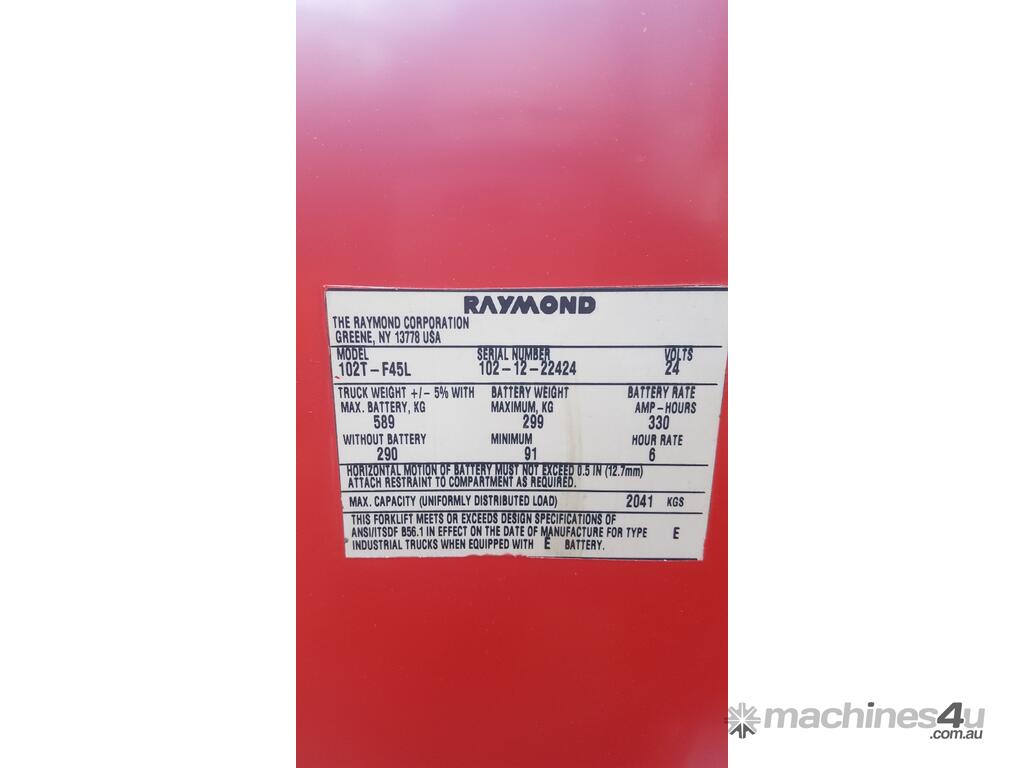 RAYMOND
THE RAYMOND CORPORATION
GREENE, NY 13778 USA
MODEL SERIAL NUMBER VOLTS
102T-F45L 102-12-22424 24
TRUCK WEIGHT +/- 5% WITH BATTERY WEIGHT BATTERY RATE
MAX. BATTERY, KG MAXIMUM, KG AMP-HOURS
589 299 330
WITHOUT BATTERY MINIMUM HOUR RATE
290 91 6
HORIZONTAL MOTION OF BATTERY MUST NOT EXCEED 0.5 IN (12.7mm)
ATTACH RESTRAINT TO COMPARTMENT AS REQUIRED.
MAX. CAPACITY (UNIFORMLY DISTRIBUTED LOAD) 2041 KGS
THIS FORKLIFT MEETS OR EXCEEDS DESIGN SPECIFICATIONS OF
ANSI/ITSDF B56.1 IN EFFECT ON THE DATE OF MANUFACTURE FOR TYPE E
INDUSTRIAL TRUCKS WHEN EQUIPPED WITH E BATTERY.
machines4u
.com.au